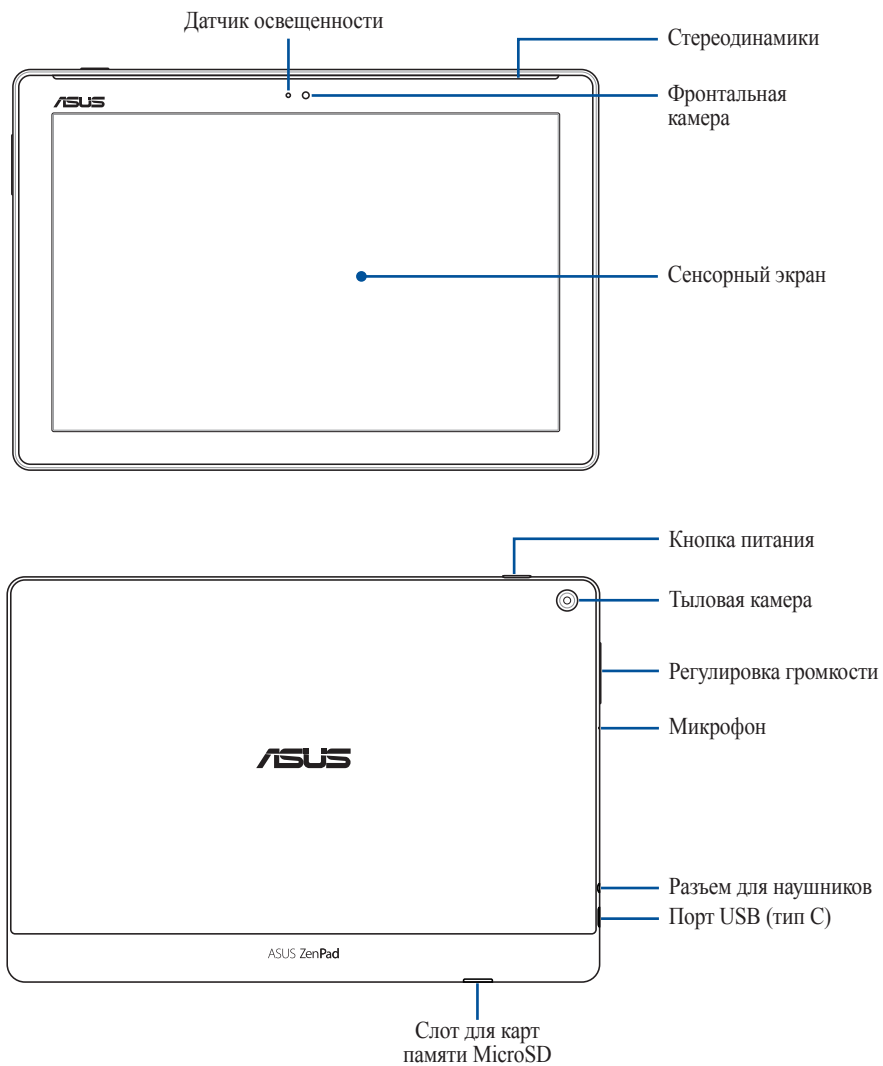 Датчик освещенности
Стереодинамики
ASUS
Фронтальная
камера
Сенсорный экран
Кнопка питания
Тыловая камера
Регулировка громкости
Микрофон
ASUS
Разъем для наушников
Порт USB (тип C)
ASUS ZenPad
Слот для карт
памяти MicroSD